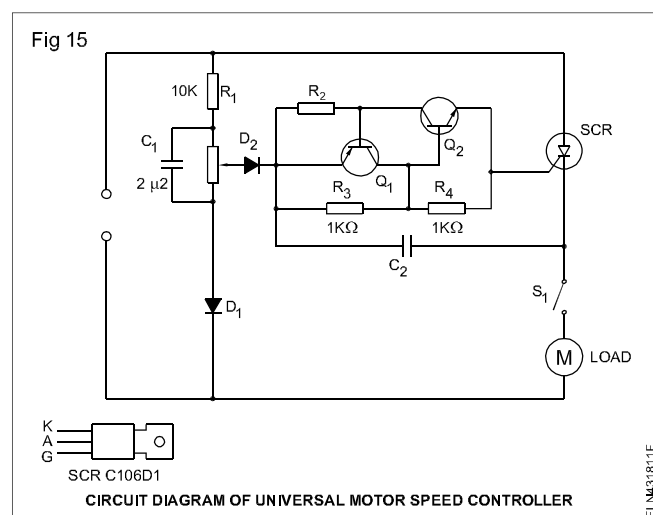 Fig 15
10K R1
C1
2 μ2
D2
R2
Q2
Q1
SCR
R3
1KΩ
R4
1KΩ
C2
S1
D1
M LOAD
K
A
G
SCR C106D1
CIRCUIT DIAGRAM OF UNIVERSAL MOTOR SPEED CONTROLLER